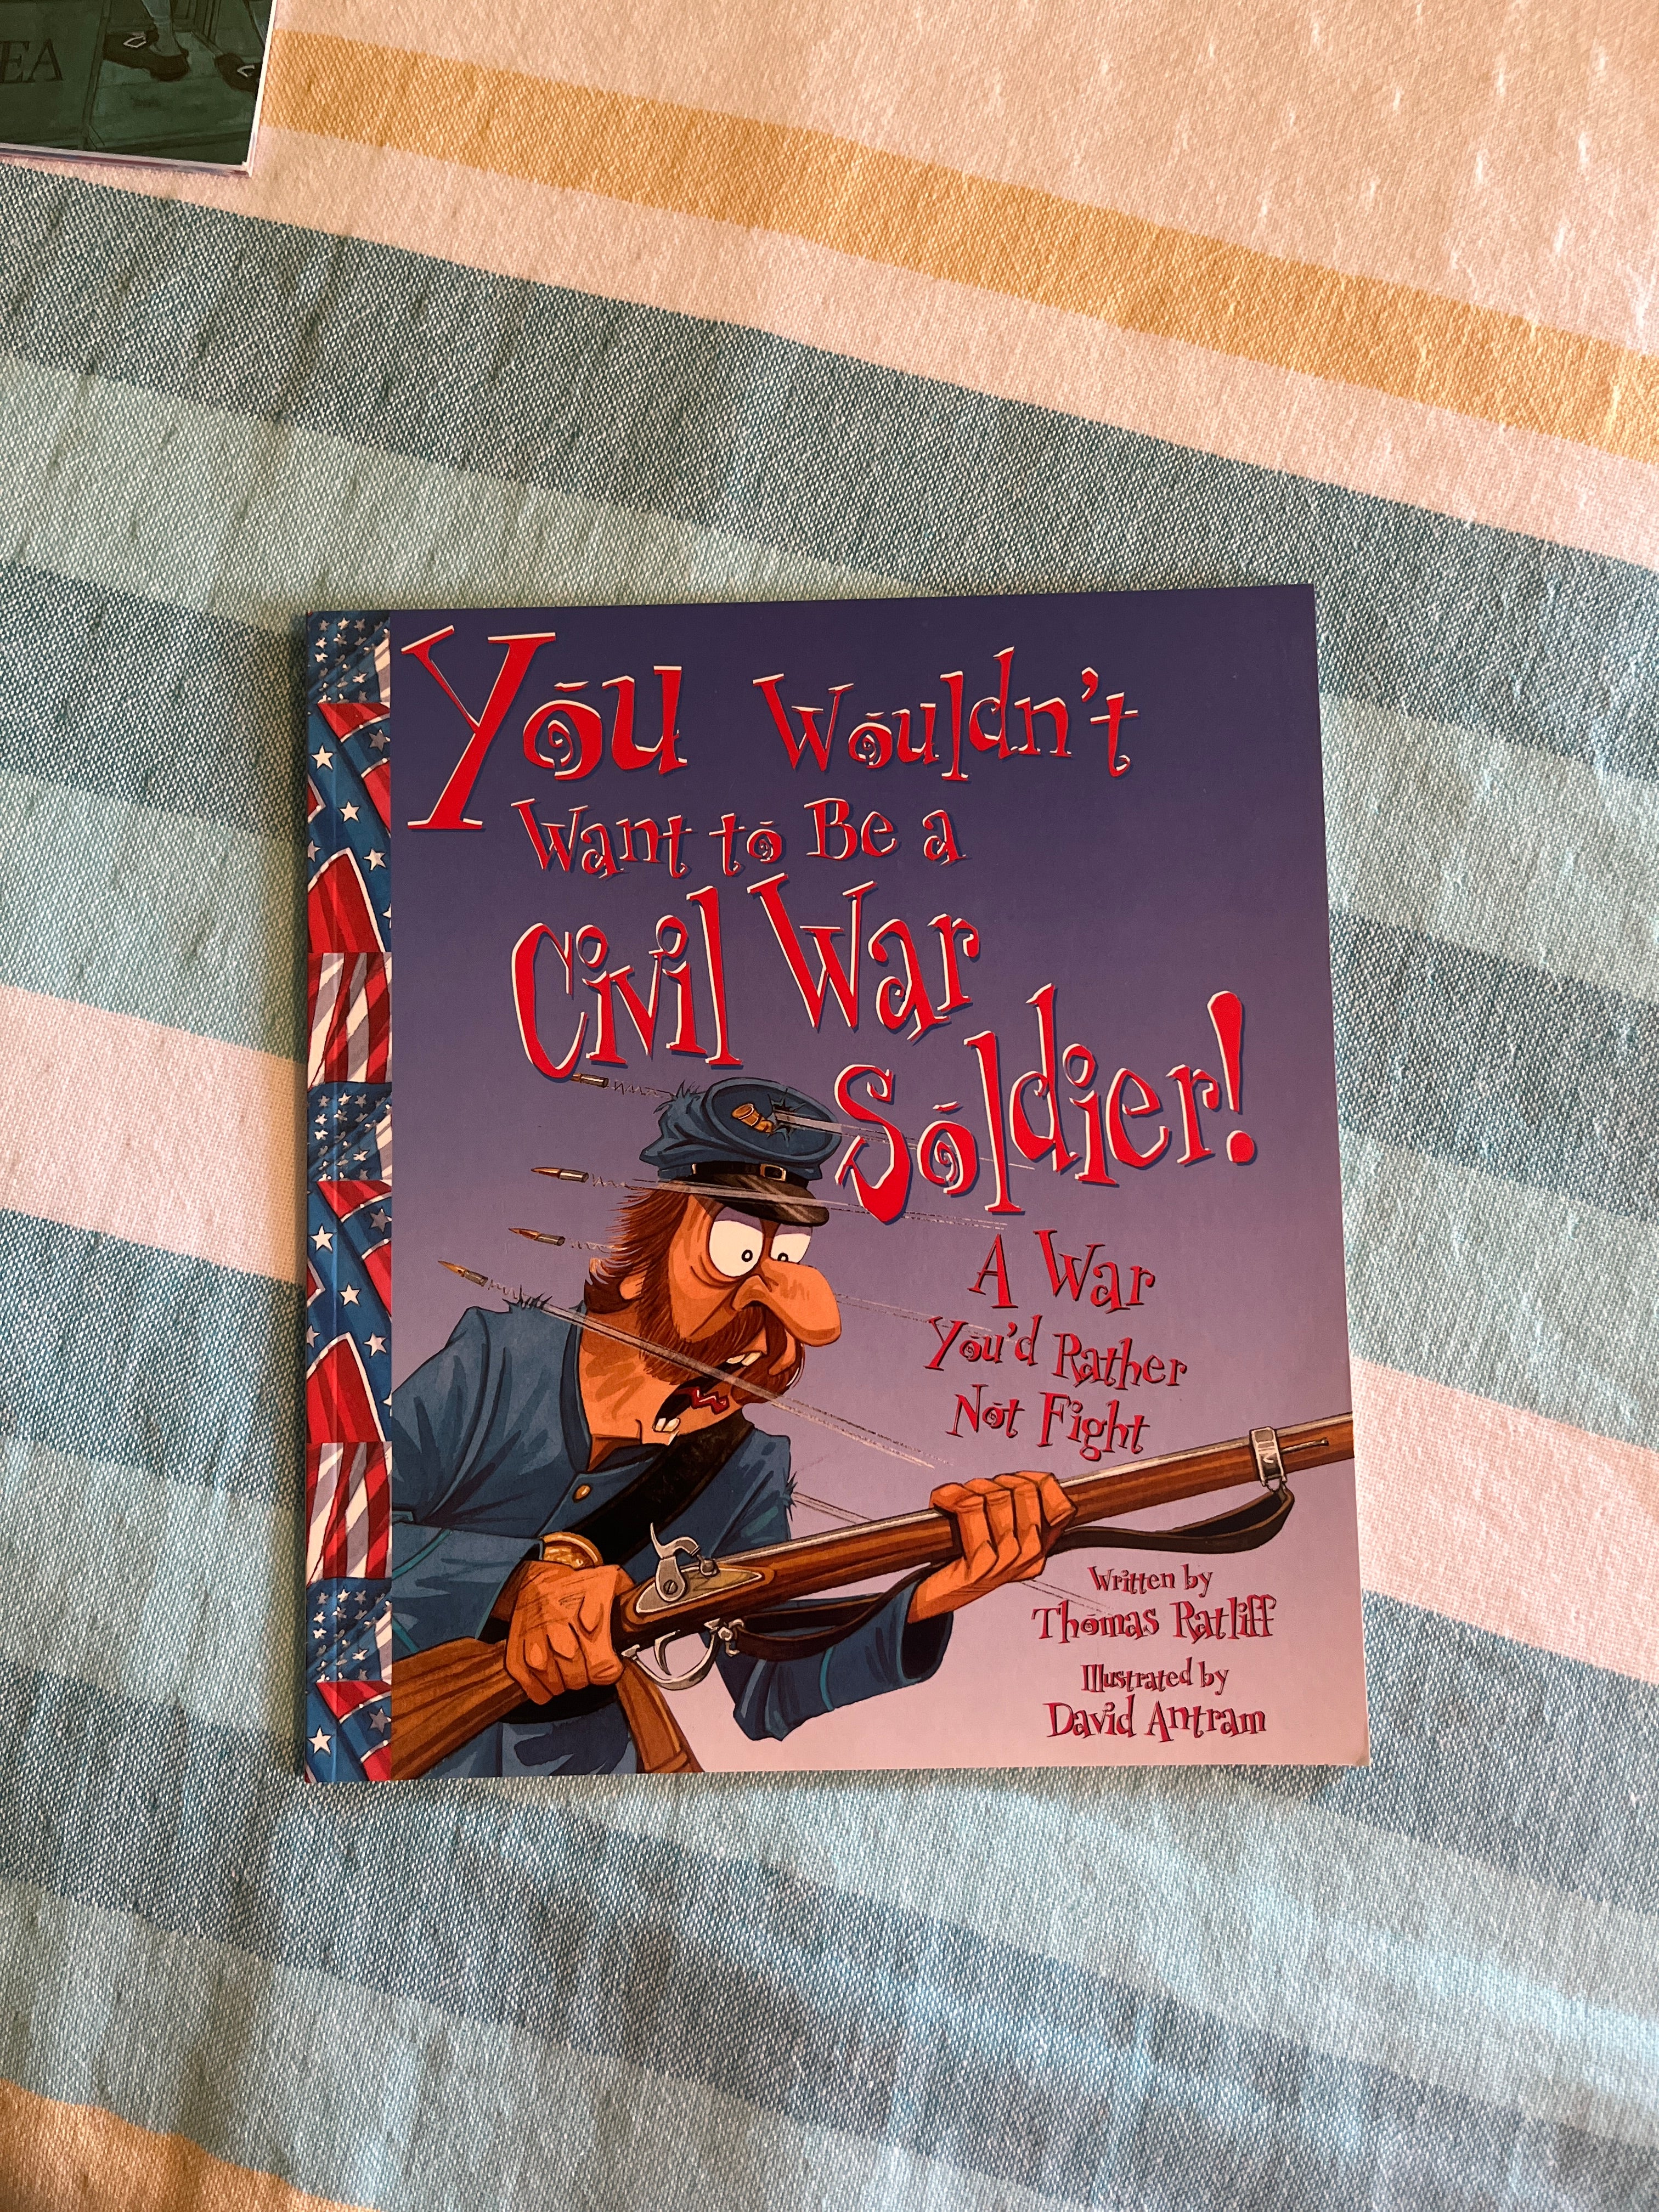 EA
You Wouldn't
Want to Be a
Civil War
Soldier!
A War
You'd Rather
Not Fight
Written by
Thomas Ratliff
Illustrated by
David Antram